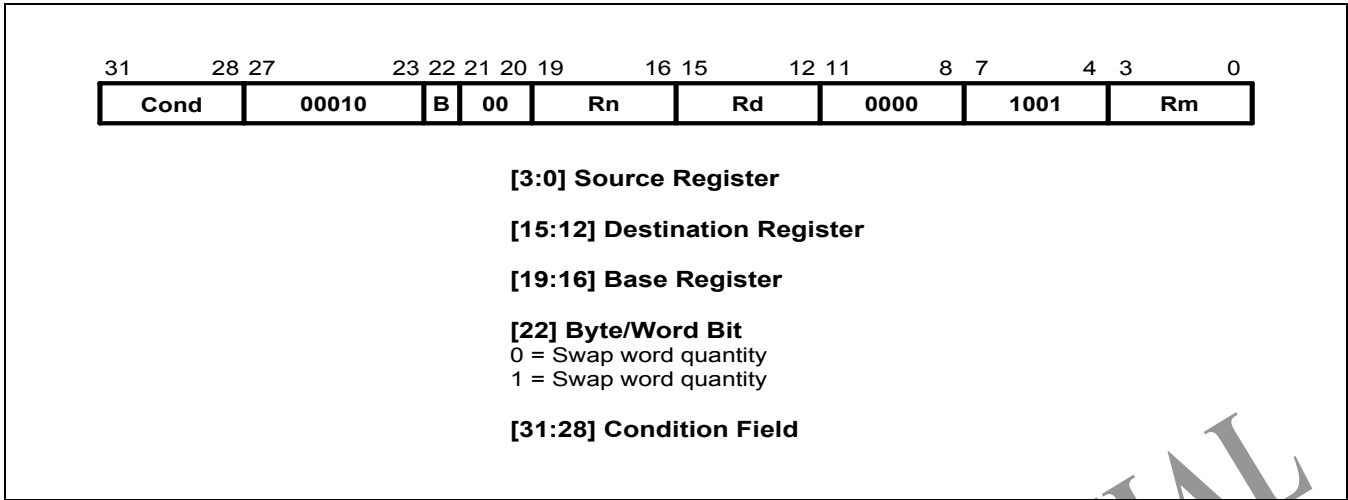 31 28 27 23 22 21 20 19 16 15 12 11 8 7 4 3 0
Cond 00010 B 00 Rn Rd 0000 1001 Rm
[3:0] Source Register
[15:12] Destination Register
[19:16] Base Register
[22] Byte/Word Bit
0 = Swap word quantity
1 = Swap word quantity
[31:28] Condition Field